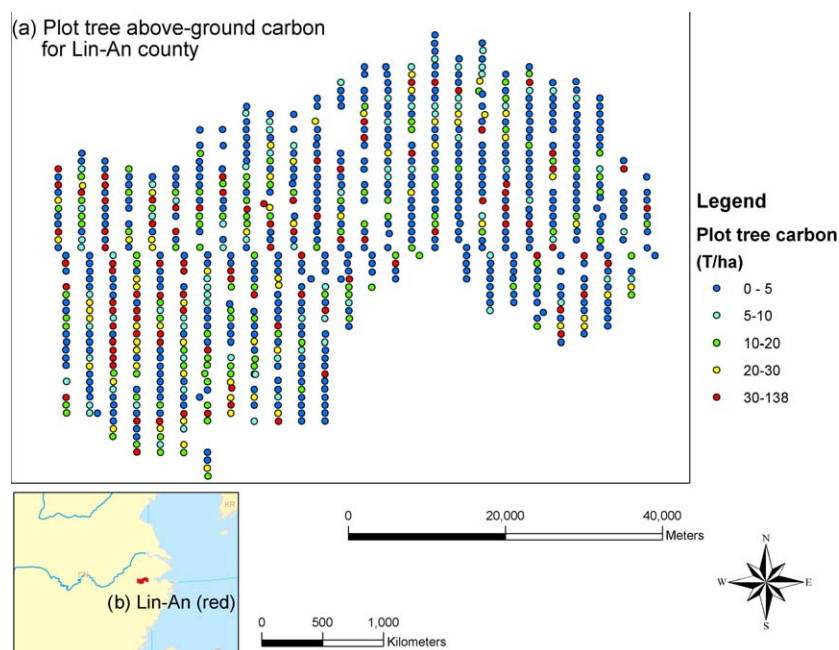 (a) Plot tree above-ground carbon
for Lin-An county
Legend
Plot tree carbon
(T/ha)
0 - 5
5-10
10-20
20-30
30-138
KR
CN
(b) Lin-An (red)
0 20,000 40,000
Meters
0 500 1,000
Kilometers
N
W E
S